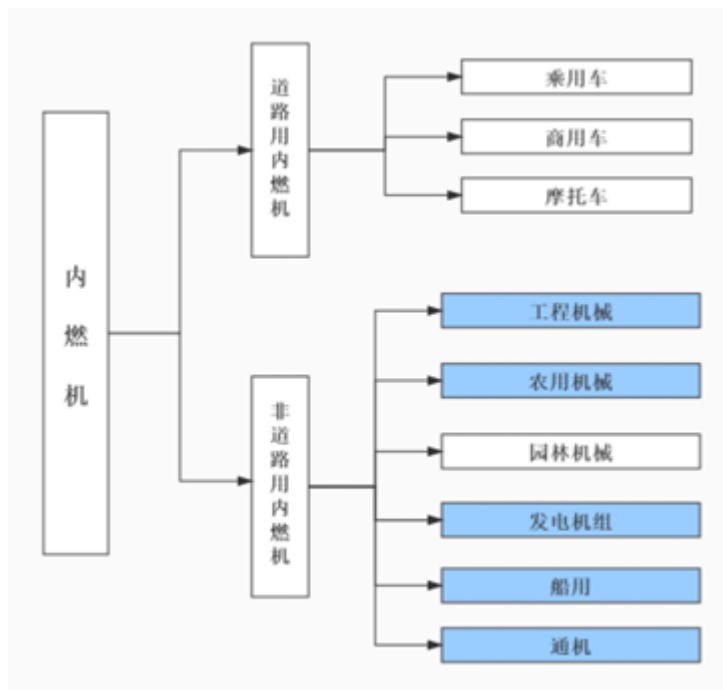 内燃机
道路用内燃机
乘用车
商用车
摩托车
非道路用内燃机
工程机械
农用机械
园林机械
发电机组
船用
通机